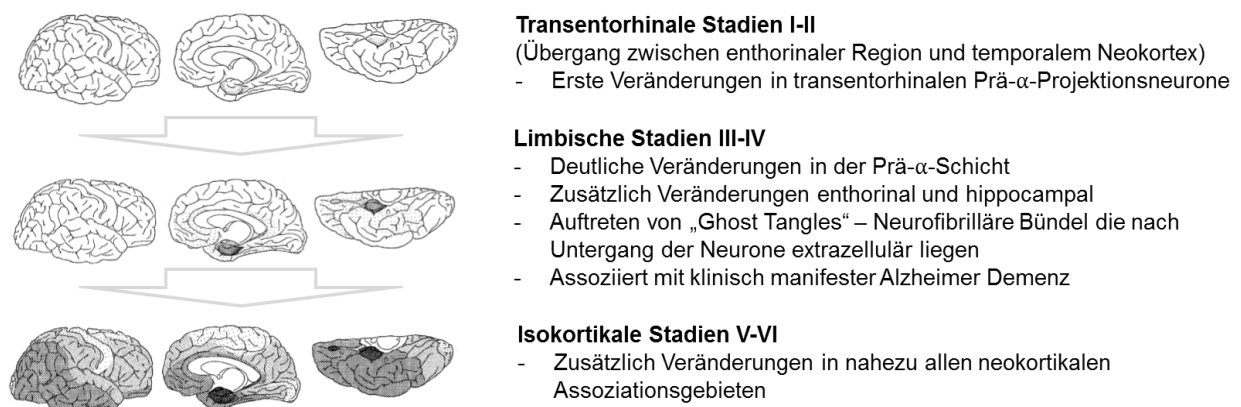 Transentorhinale Stadien I-II
(Übergang zwischen enthorinaler Region und temporalem Neokortex)
- Erste Veränderungen in transentorhinalen Prä-α-Projektionsneurone
Limbische Stadien III-IV
- Deutliche Veränderungen in der Prä-α-Schicht
- Zusätzlich Veränderungen enthorinal und hippocampal
- Auftreten von „Ghost Tangles“ – Neurofibrilläre Bündel die nach
Untergang der Neurone extrazellulär liegen
- Assoziiert mit klinisch manifester Alzheimer Demenz
Isokortikale Stadien V-VI
- Zusätzlich Veränderungen in nahezu allen neokortikalen
Assoziationsgebieten